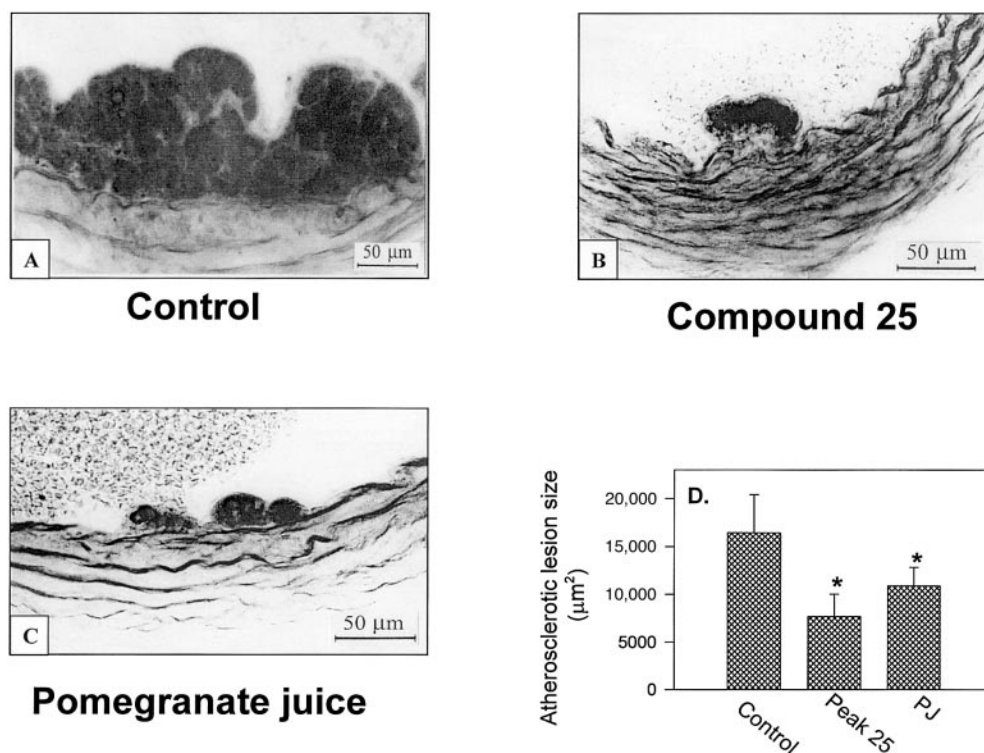 A
50 μm
Control
B
50 μm
Compound 25
C
50 μm
Pomegranate juice
D.
Atherosclerotic lesion size
(μm²)
20,000
15,000
10,000
5000
0
*
*
Control
Peak 25
PJ